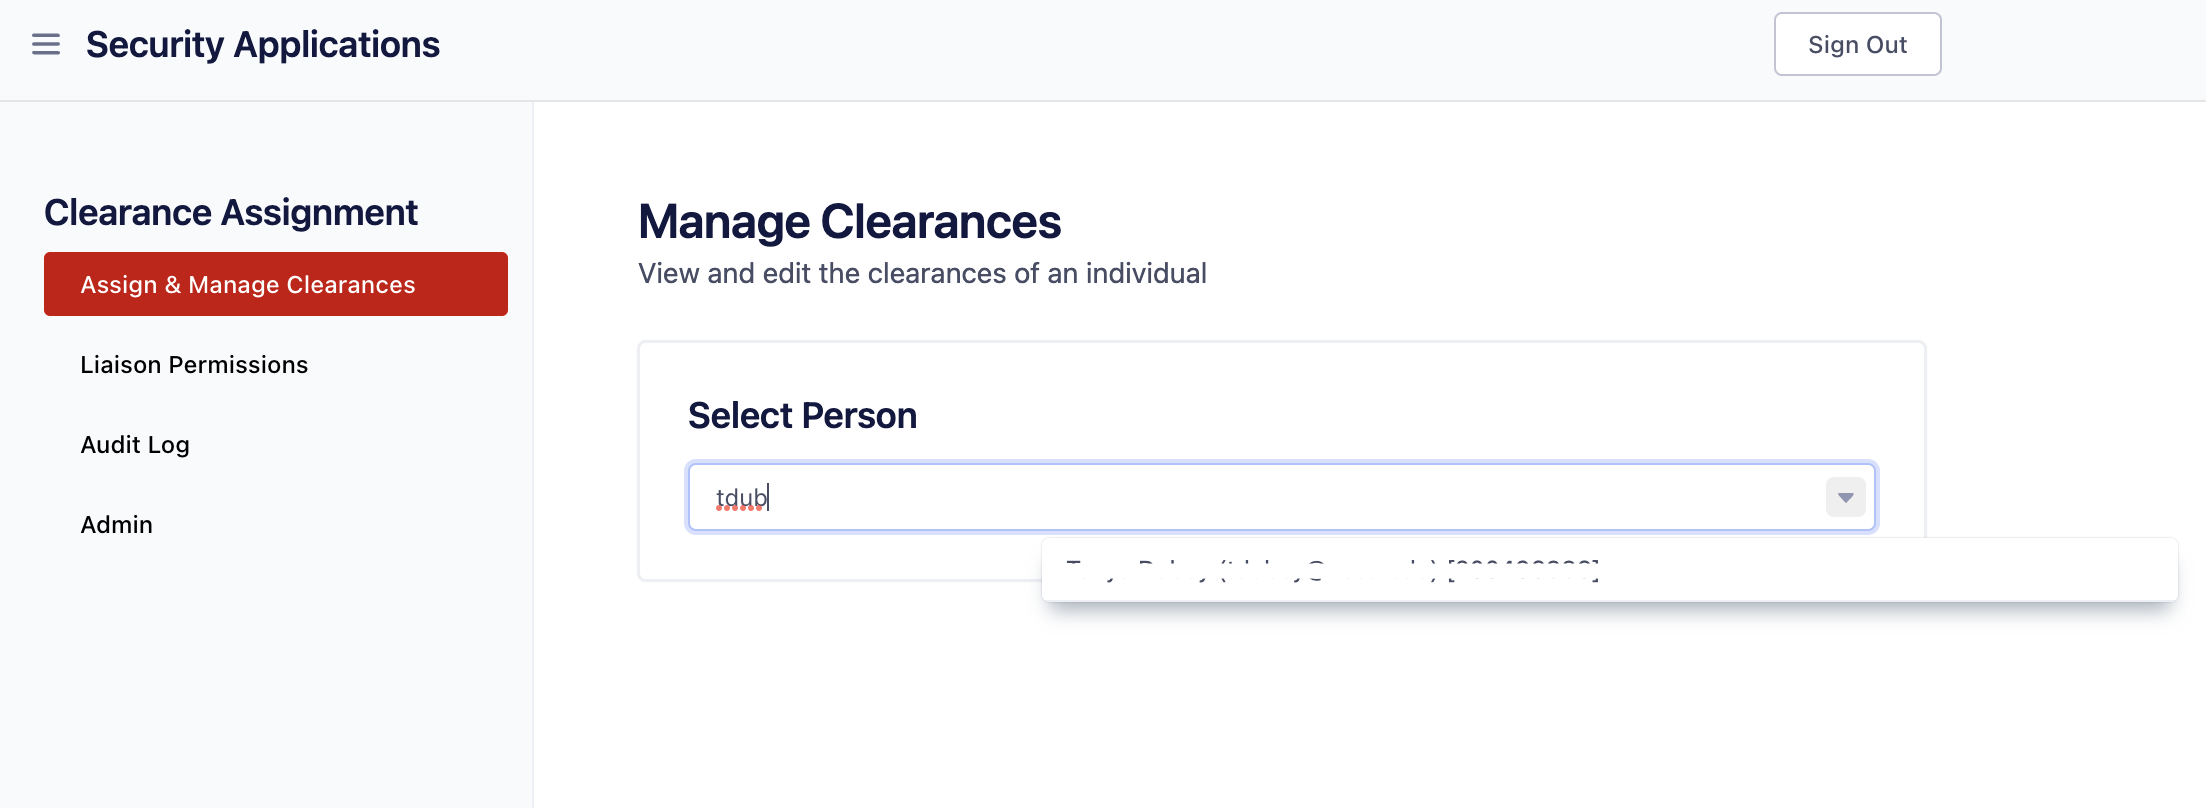 Security Applications
Sign Out
Clearance Assignment
Assign & Manage Clearances
Liaison Permissions
Audit Log
Admin
Manage Clearances
View and edit the clearances of an individual
Select Person
tdub